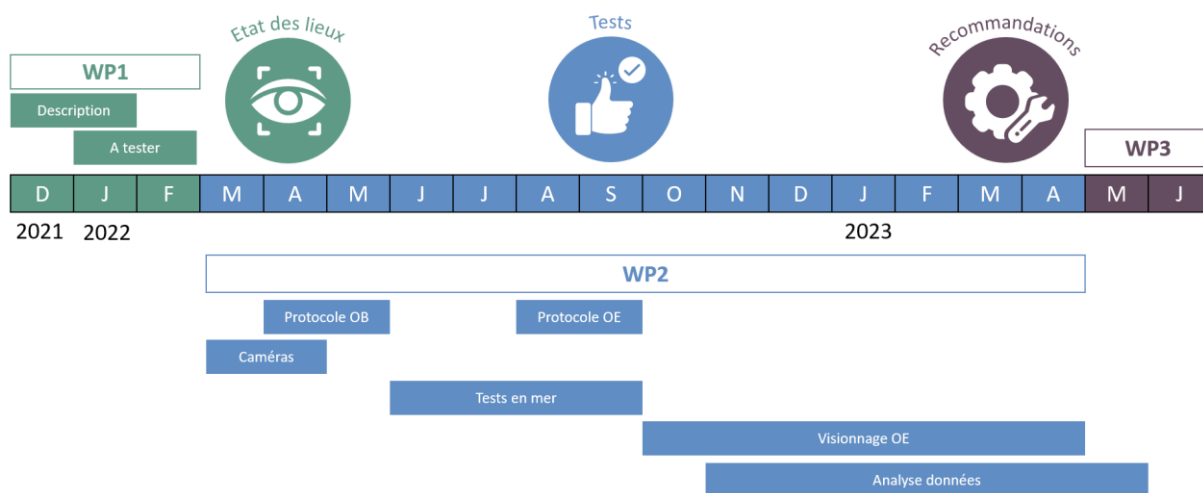 Etat des lieux
Tests
Recommandations
WP1
Description
A tester
WP3
D J F M A M J J A S O N D J F M A M J
2021 2022 2023
WP2
Protocole OB Protocole OE
Caméras
Tests en mer
Visionnage OE
Analyse données